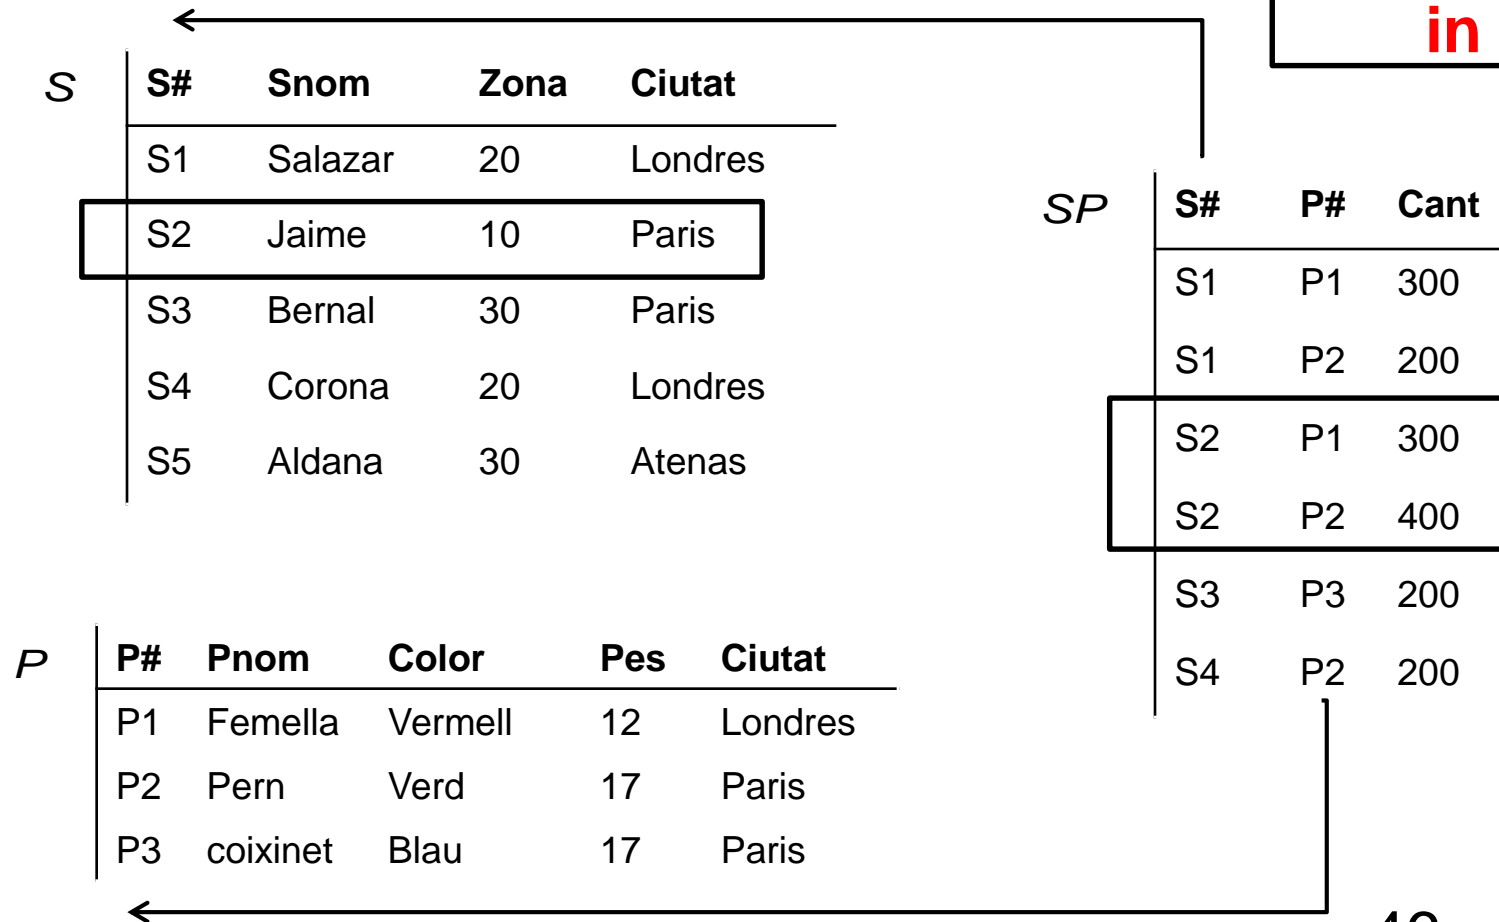 in
S
S# Snom Zona Ciutat
S1 Salazar 20 Londres
S2 Jaime 10 Paris
S3 Bernal 30 Paris
S4 Corona 20 Londres
S5 Aldana 30 Atenas
SP
S# P# Cant
S1 P1 300
S1 P2 200
S2 P1 300
S2 P2 400
S3 P3 200
S4 P2 200
P
P# Pnom Color Pes Ciutat
P1 Femella Vermell 12 Londres
P2 Pern Verd 17 Paris
P3 coixinet Blau 17 Paris